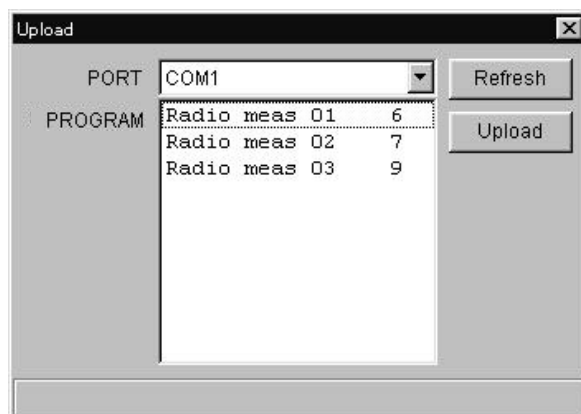 Upload
PORT COM1 Refresh
PROGRAM Radio meas 01 6 Upload
Radio meas 02 7
Radio meas 03 9